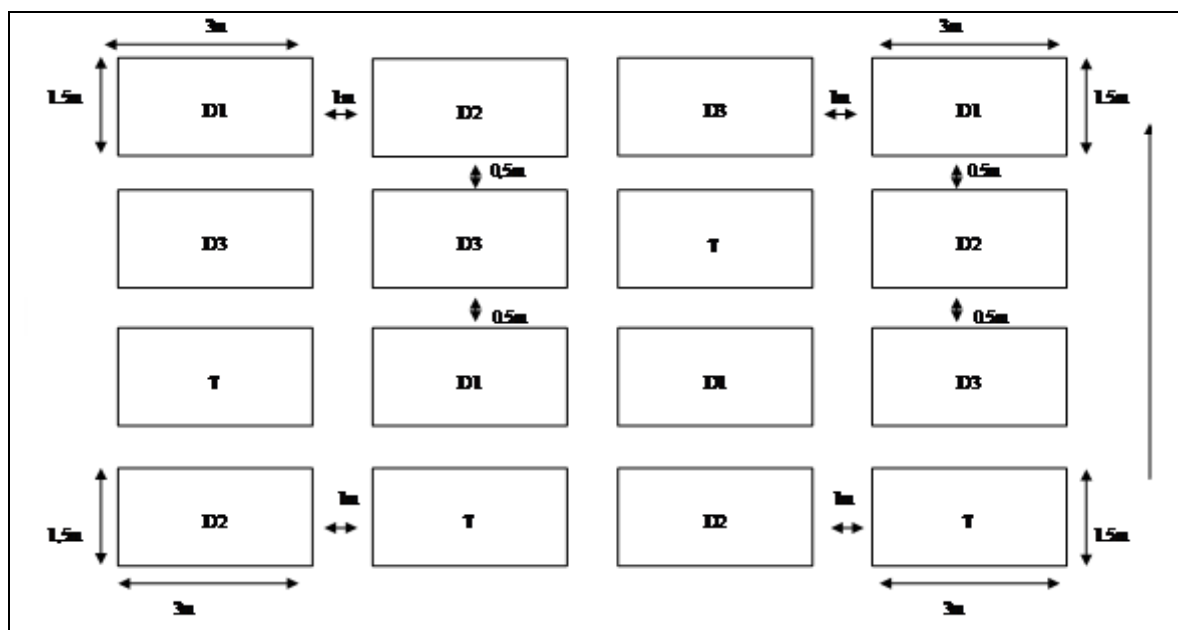 3m 3m
1.5m D1 1m D2 D3 1m D1 1.5m
0,5m 0.5m
D3 D3 T D2
0.5m 0.5m
T D1 D1 D3
1,5m D2 1m T D2 1m T 1.5m
3m 3m